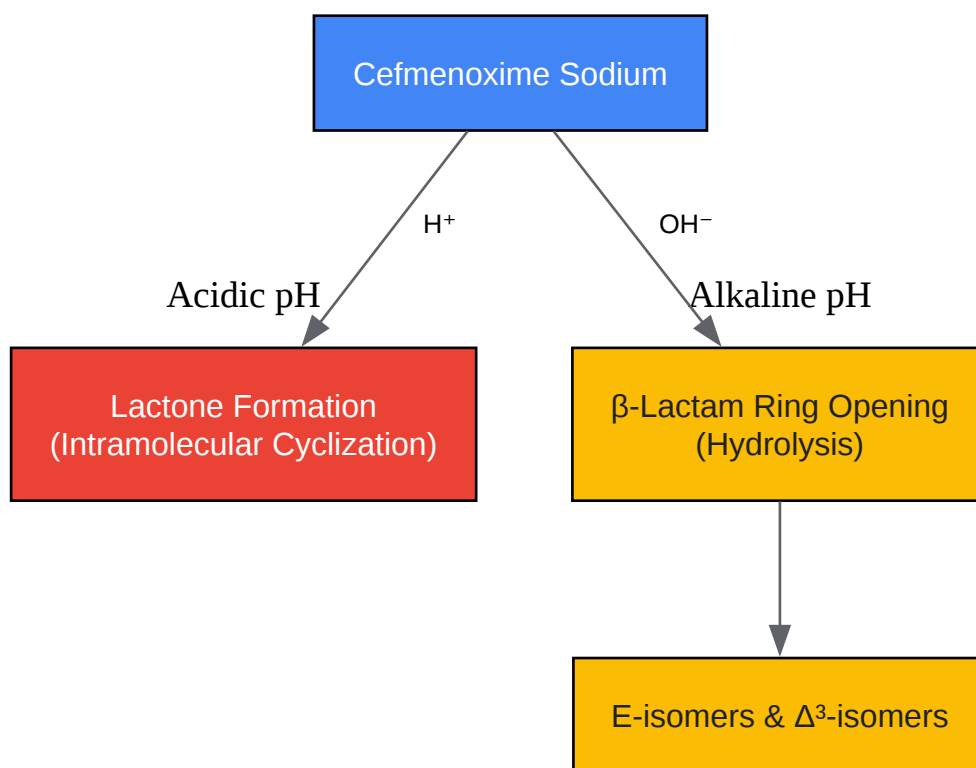 Cefmenoxime Sodium
H⁺
OH⁻
Acidic pH
Alkaline pH
Lactone Formation
(Intramolecular Cyclization)
β-Lactam Ring Opening
(Hydrolysis)
E-isomers & Δ³-isomers